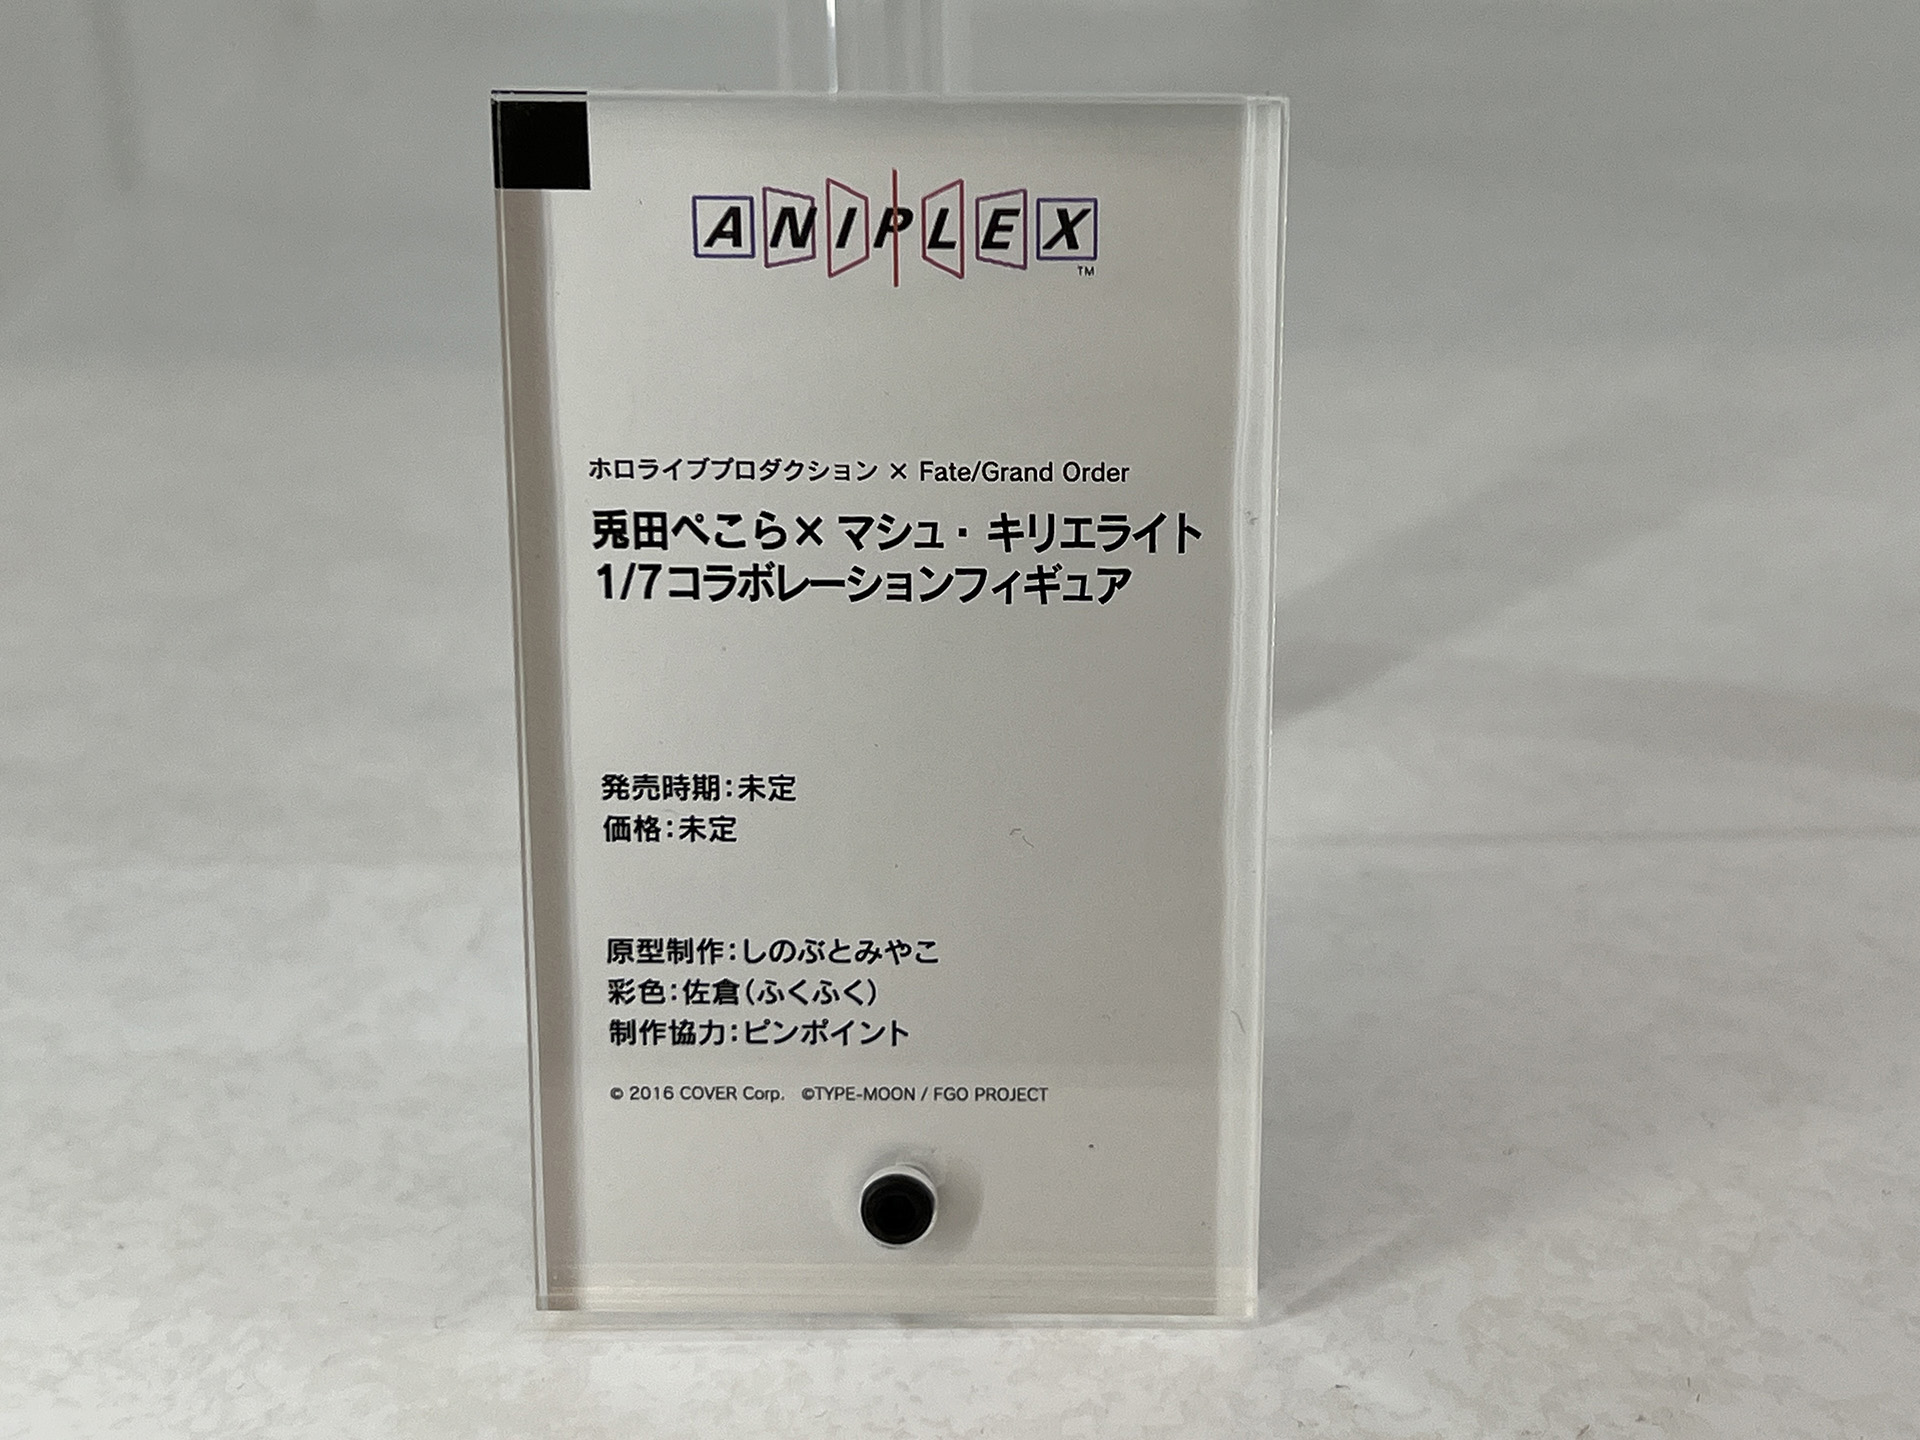 ANIPLEX
TM
ホロライブプロダクション × Fate/Grand Order
兎田ぺこら× マシュ・キリエライト
1/7コラボレーションフィギュア
発売時期:未定
価格:未定
原型制作:しのぶとみやこ
彩色:佐倉(ふくふく)
制作協力:ピンポイント
© 2016 COVER Corp. ©TYPE-MOON / FGO PROJECT